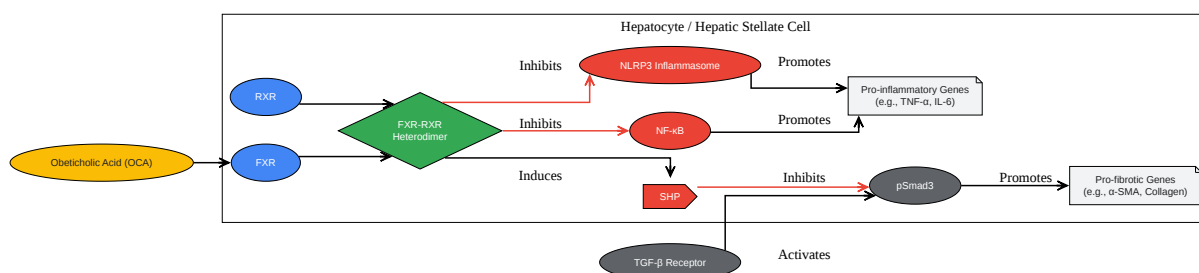 Hepatocyte / Hepatic Stellate Cell
NLRP3 Inflammasome
Inhibits
Promotes
RXR
Pro-inflammatory Genes
(e.g., TNF-α, IL-6)
FXR-RXR
Heterodimer
Inhibits
NF-κB
Promotes
Obeticholic Acid (OCA)
FXR
Induces
SHP
Inhibits
pSmad3
Promotes
Pro-fibrotic Genes
(e.g., α-SMA, Collagen)
TGF-β Receptor
Activates